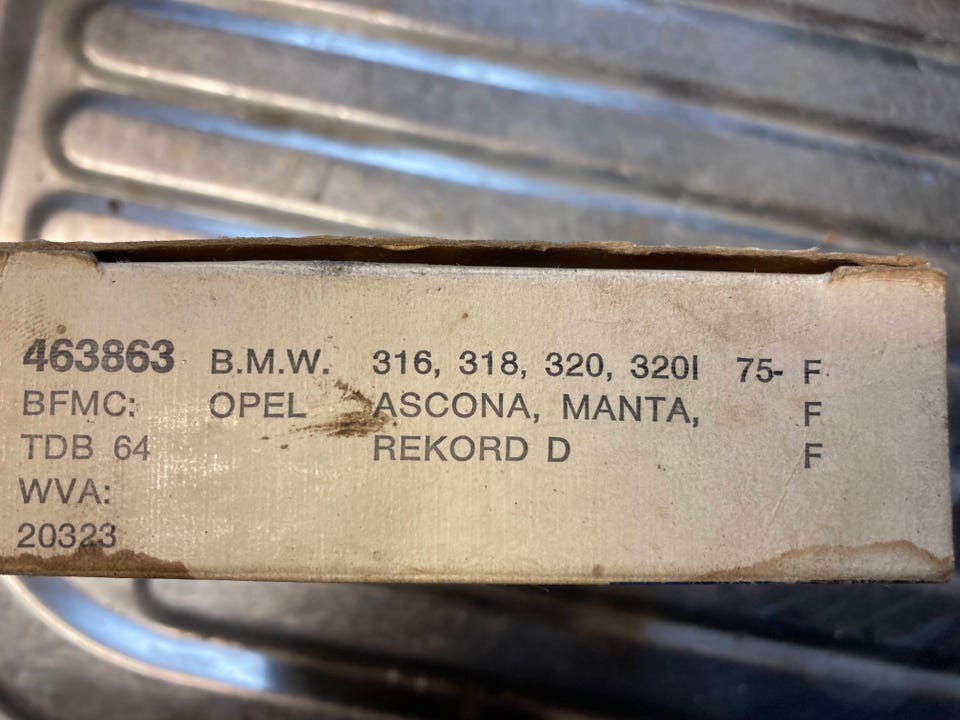 463863 B.M.W. 316, 318, 320, 320I 75- F
BFMC: OPEL ASCONA, MANTA, F
TDB 64 REKORD D F
WVA:
20323